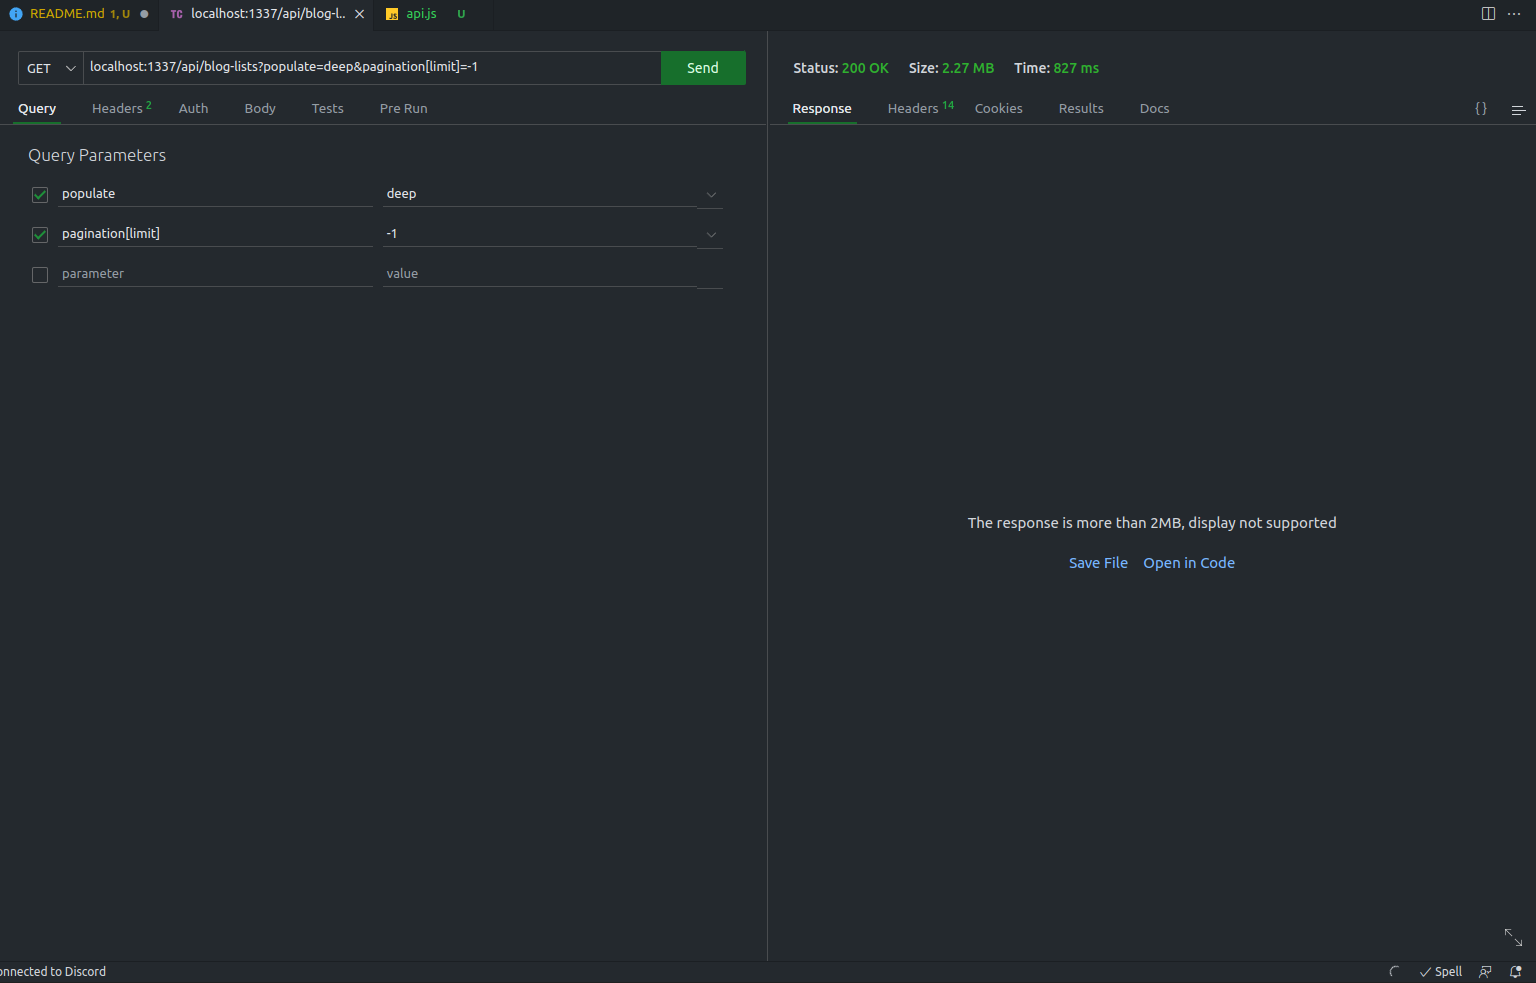 README.md 1, U
TC localhost:1337/api/blog-l..
JS api.js U
GET localhost:1337/api/blog-lists?populate=deep&pagination[limit]=-1 Send
Query Headers 2 Auth Body Tests Pre Run
Query Parameters
populate deep
pagination[limit] -1
parameter value
Status: 200 OK Size: 2.27 MB Time: 827 ms
Response Headers 14 Cookies Results Docs {}
The response is more than 2MB, display not supported
Save File Open in Code
onnected to Discord
Spell